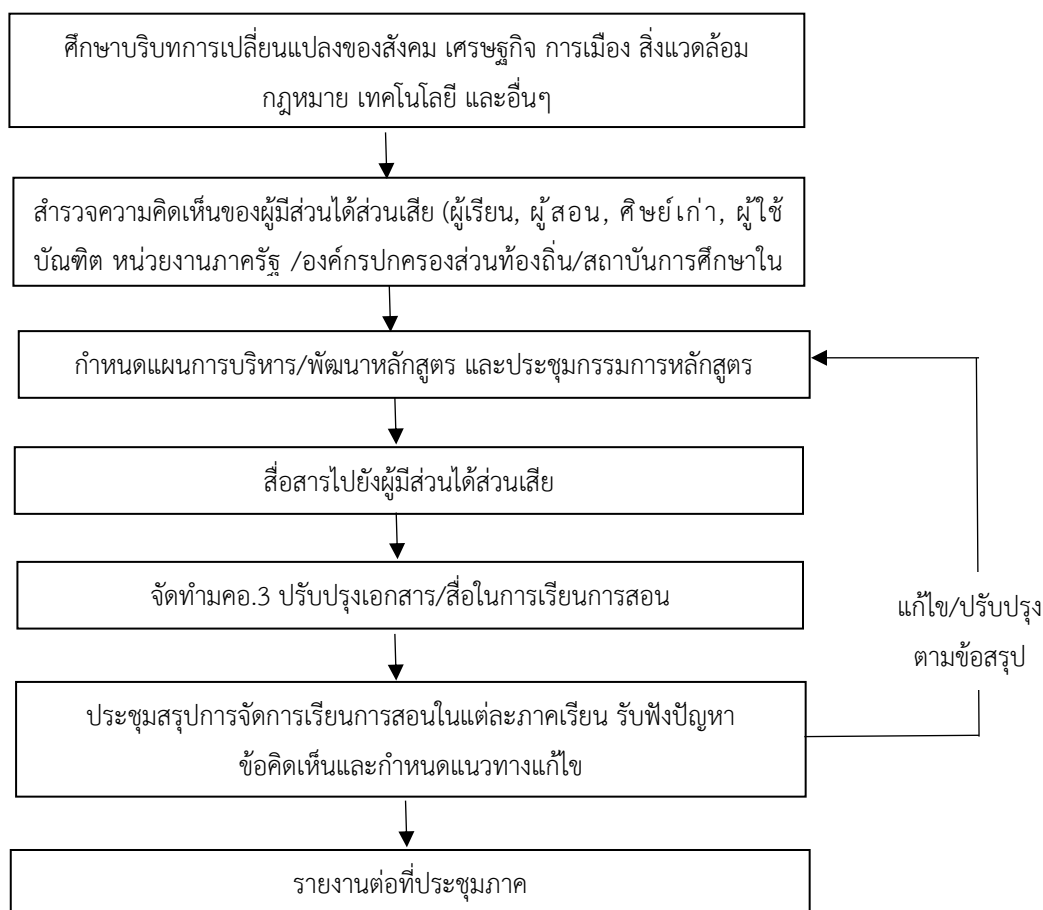 ศึกษาบริบทการเปลี่ยนแปลงของสังคม เศรษฐกิจ การเมือง สิ่งแวดล้อม
กฎหมาย เทคโนโลยี และอื่นๆ
สำรวจความคิดเห็นของผู้มีส่วนได้ส่วนเสีย (ผู้เรียน, ผู้สอน, ศิษย์เก่า, ผู้ใช้
บัณฑิต หน่วยงานภาครัฐ /องค์กรปกครองส่วนท้องถิ่น/สถาบันการศึกษาใน
กำหนดแผนการบริหาร/พัฒนาหลักสูตร และประชุมกรรมการหลักสูตร
สื่อสารไปยังผู้มีส่วนได้ส่วนเสีย
จัดทำมคอ.3 ปรับปรุงเอกสาร/สื่อในการเรียนการสอน
แก้ไข/ปรับปรุง
ตามข้อสรุป
ประชุมสรุปการจัดการเรียนการสอนในแต่ละภาคเรียน รับฟังปัญหา
ข้อคิดเห็นและกำหนดแนวทางแก้ไข
รายงานต่อที่ประชุมภาค